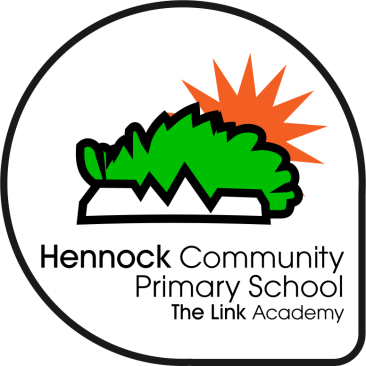 Hennock Community
Primary School
The Link Academy